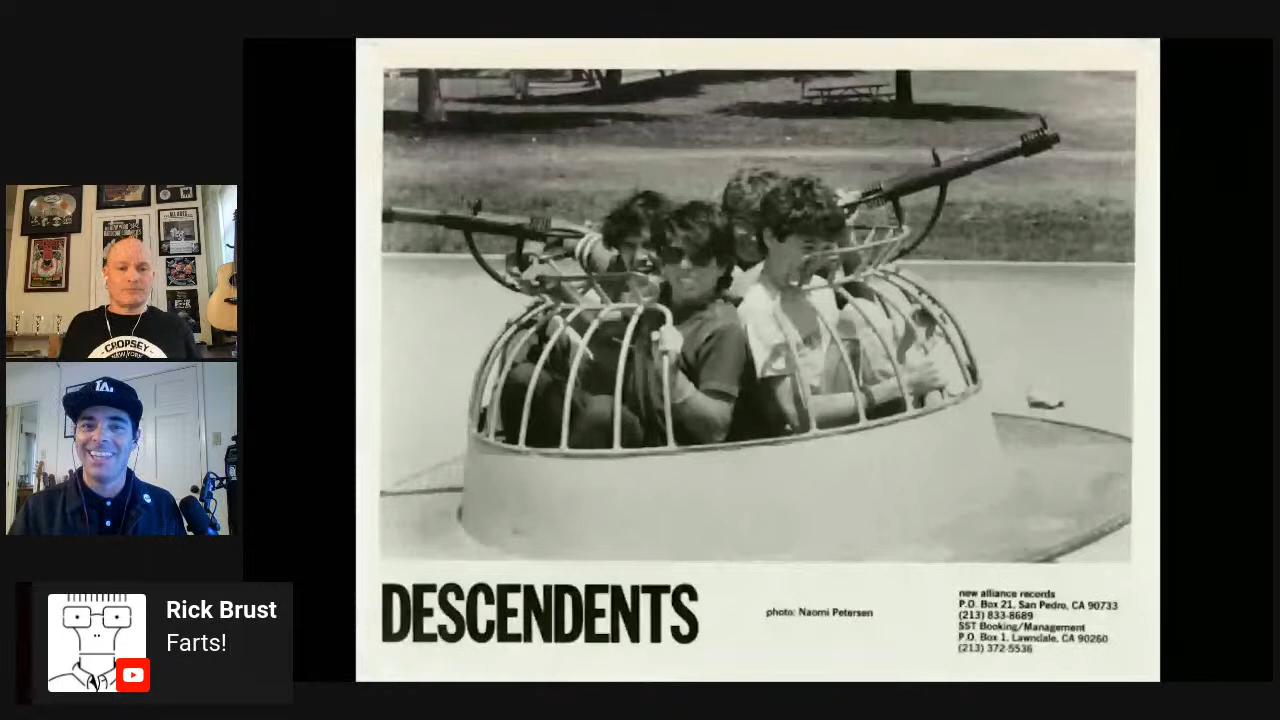 -CROPSEY-
NEW YORK
LA
Rick Brust
Farts!
DESCENDENTS
photo: Naomi Petersen
new alliance records
P.O. Box 21, San Pedro, CA 90733
(213) 833-8689
SST Booking/Management
P.O. Box 1, Lawndale, CA 90260
(213) 372-5536